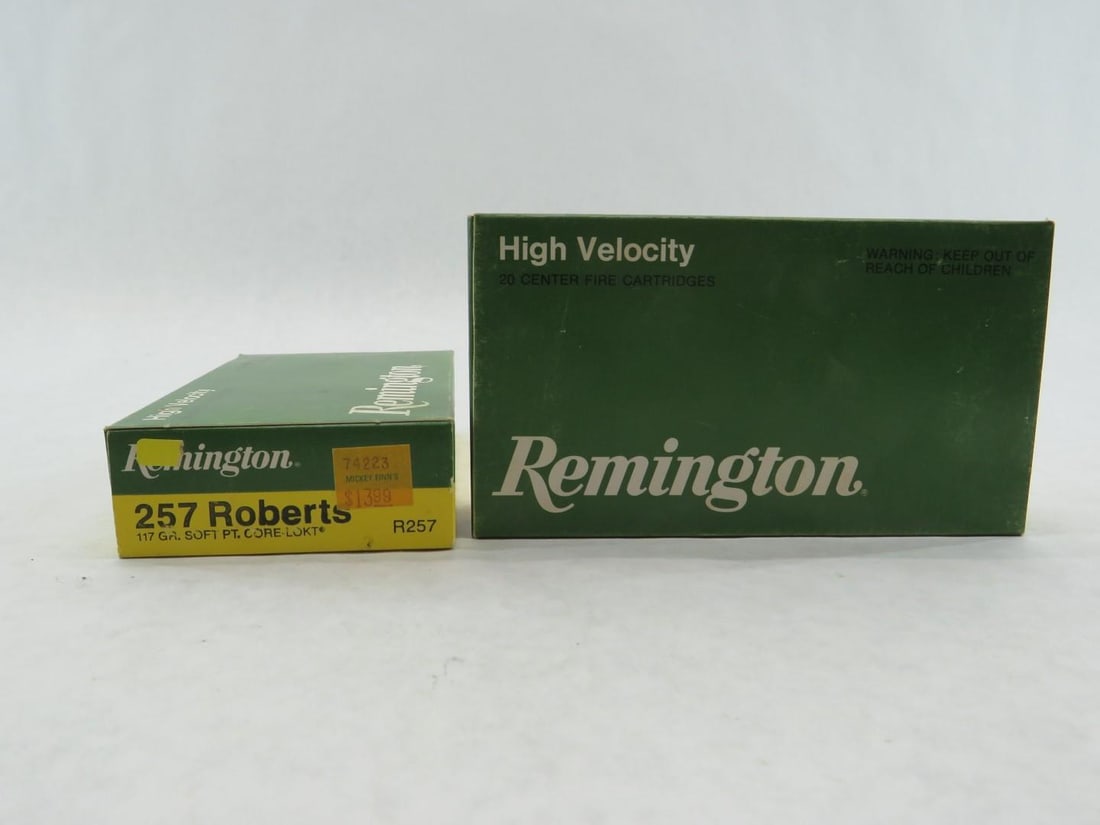 High Velocity
Remington
Remington®
257 Roberts
117 GR. SOFT PT. CORE-LOKT®
R257
74223
MICKEY FINN'S
$13.99
High Velocity
20 CENTER FIRE CARTRIDGES
WARNING: KEEP OUT OF
REACH OF CHILDREN
Remington®